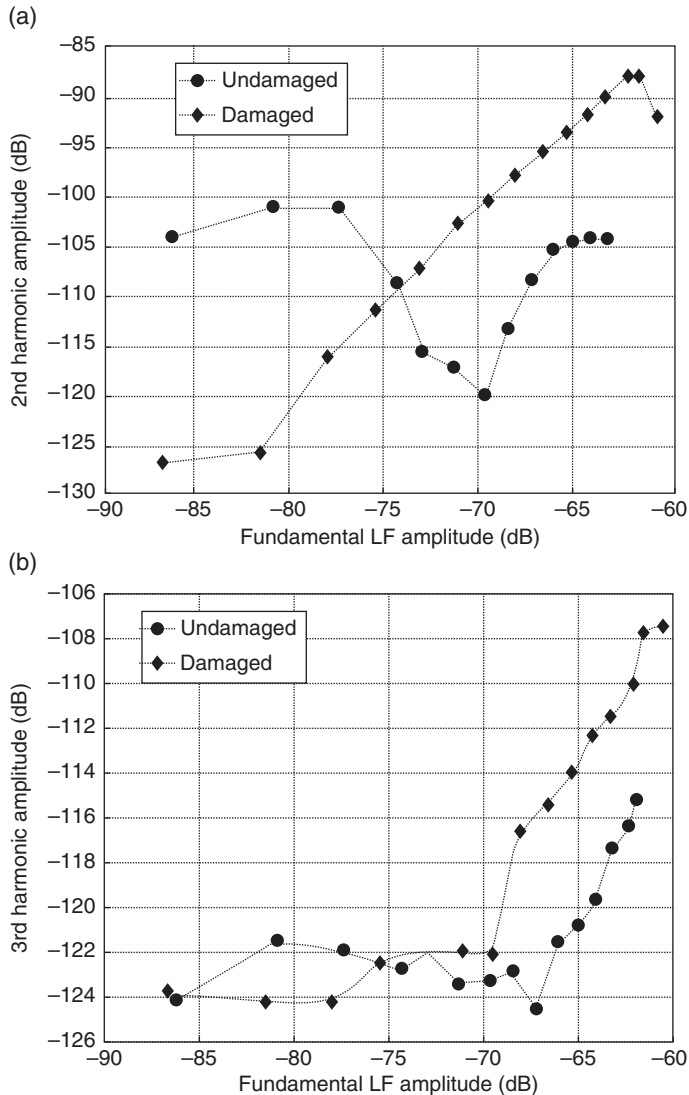 (a)
−85
−90
−95
−100
−105
−110
−115
−120
−125
−130
2nd harmonic amplitude (dB)
Undamaged
Damaged
−90 −85 −80 −75 −70 −65 −60
Fundamental LF amplitude (dB)
(b)
−106
−108
−110
−112
−114
−116
−118
−120
−122
−124
−126
3rd harmonic amplitude (dB)
Undamaged
Damaged
−90 −85 −80 −75 −70 −65 −60
Fundamental LF amplitude (dB)